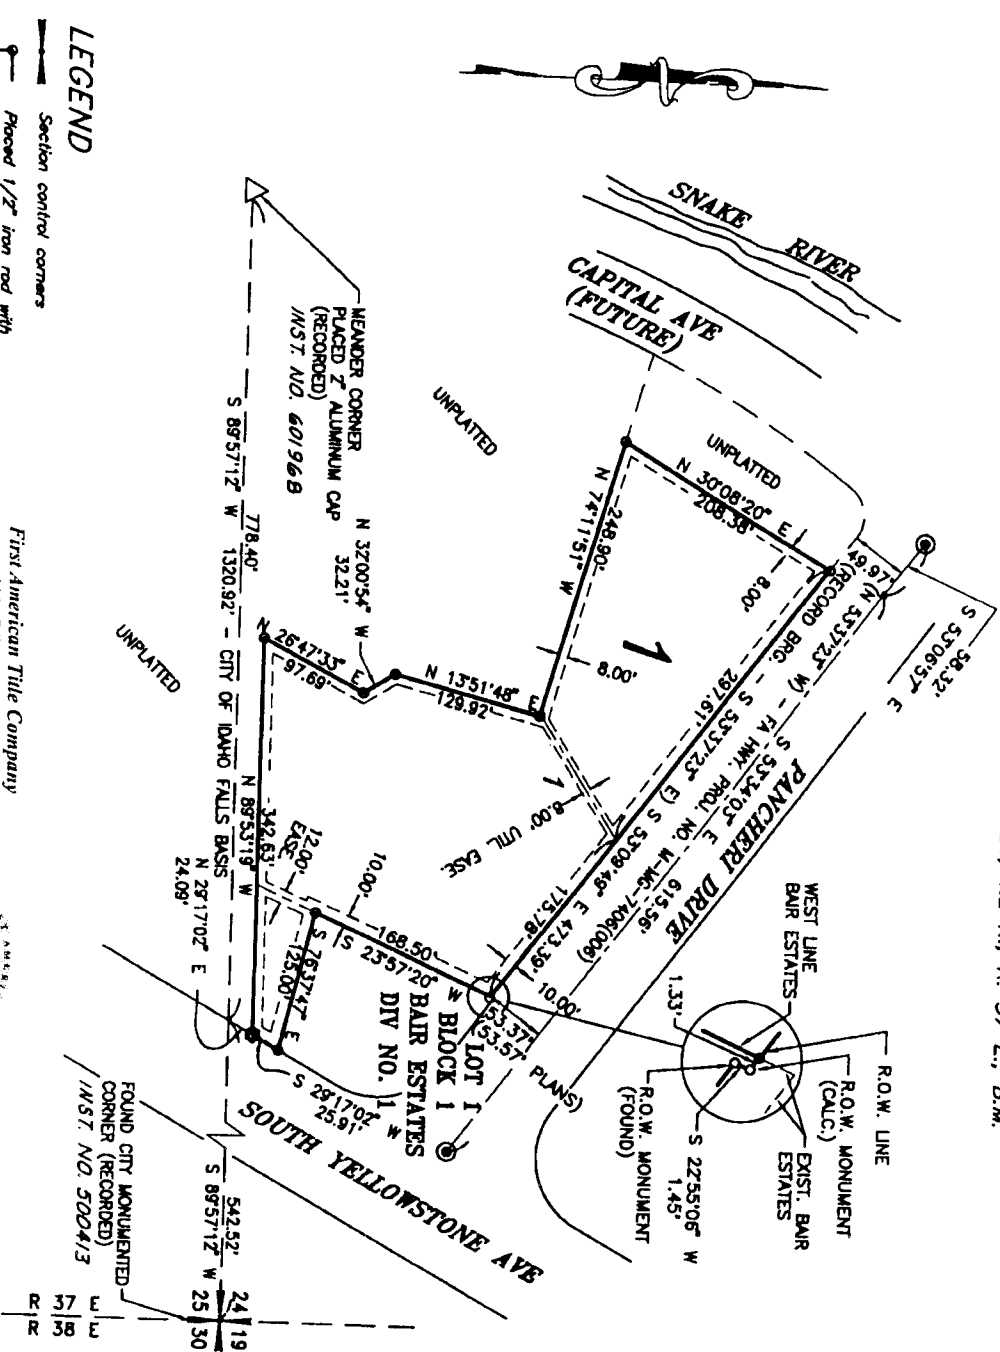 LEGEND
Section control corners
Placed 1/2" iron rod with
SNAKE RIVER
CAPITAL AVE
(FUTURE)
MEANDER CORNER
PLACED 2" ALUMINUM CAP
(RECORDED)
INST. NO. 601968
UNPLATTED
UNPLATTED
UNPLATTED
N 30°08'20" E
208.38'
8.00'
49.97'
58.32'
S 53°06'57" E
(N 53°37'23" W) - FA HWY. PROJ. NO. M-MG-7406(006)
(RECORD BRG. - S 53°37'23" E) S 53°09'49" E 473.39'
297.61'
175.78'
S 53°34'03" E 615.56'
PANCHERI DRIVE
248.90'
N 74°11'51" W
8.00'
1
N 32°00'54" W
32.21'
N 13°51'48" E
129.92'
N 26°47'33" E
97.69'
1
8.00' UTIL EASE.
778.40'
S 89°57'12" W 1320.92' - CITY OF IDAHO FALLS BASIS
N 89°53'19" W
342.63'
12.00'
EASE.
10.00'
168.50'
S 23°57'20" W
S 76°37'47" E
125.00'
N 29°17'02" E
24.09'
S 29°17'02" W
25.91'
10.00'
53.37'
(53.57' PLANS)
LOT 1
BLOCK 1
BAIR ESTATES
DIV NO. 1
SOUTH YELLOWSTONE AVE
WEST LINE
BAIR ESTATES
1.33'
R.O.W. LINE
R.O.W. MONUMENT
(CALC.)
EXIST. BAIR
ESTATES
S 22°55'06" W
1.45'
R.O.W. MONUMENT
(FOUND)
FOUND CITY MONUMENTED
CORNER (RECORDED)
INST. NO. 500413
542.52'
S 89°57'12" W
24 19
25 30
R 37 E
R 38 E
First American Title Company